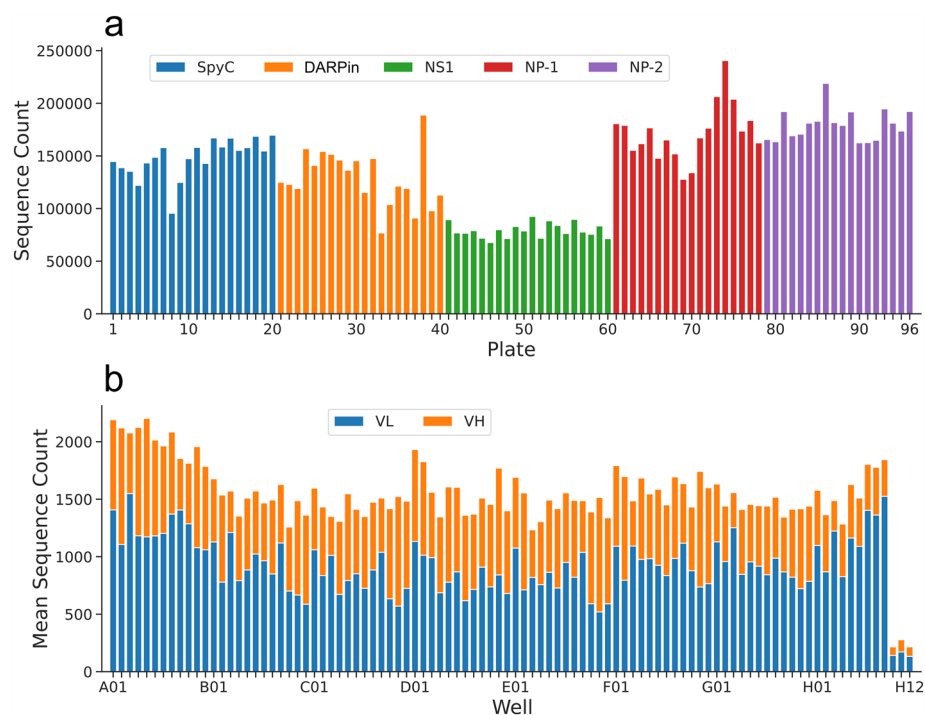 a
250000
200000
150000
100000
50000
0
Sequence Count
SpyC DARPin NS1 NP-1 NP-2
1 10 20 30 40 50 60 70 80 90 96
Plate
b
2000
1500
1000
500
0
Mean Sequence Count
VL VH
A01 B01 C01 D01 E01 F01 G01 H01 H12
Well